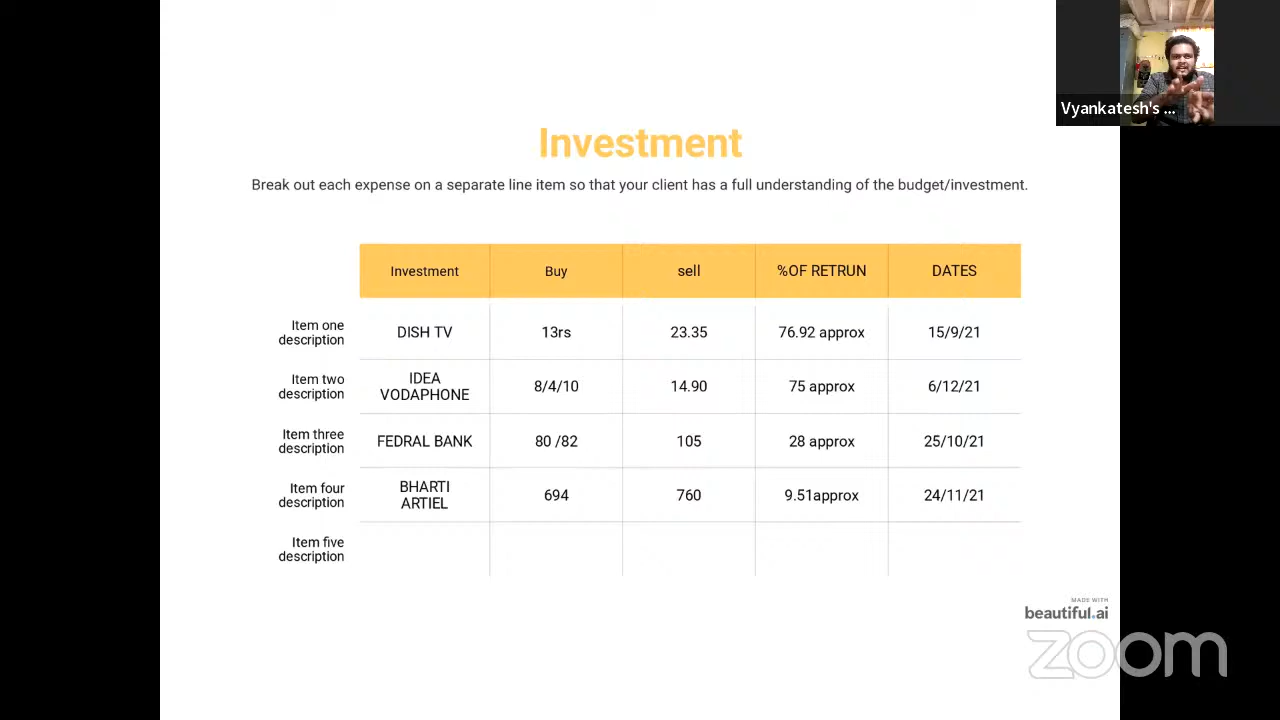 Vyankatesh's ...
Investment
Break out each expense on a separate line item so that your client has a full understanding of the budget/investment.
Investment Buy sell %OF RETRUN DATES
Item one
description
DISH TV 13rs 23.35 76.92 approx 15/9/21
Item two
description
IDEA
VODAPHONE
8/4/10 14.90 75 approx 6/12/21
Item three
description
FEDRAL BANK 80 /82 105 28 approx 25/10/21
Item four
description
BHARTI
ARTIEL
694 760 9.51approx 24/11/21
Item five
description
MADE WITH
beautiful.ai
zoom